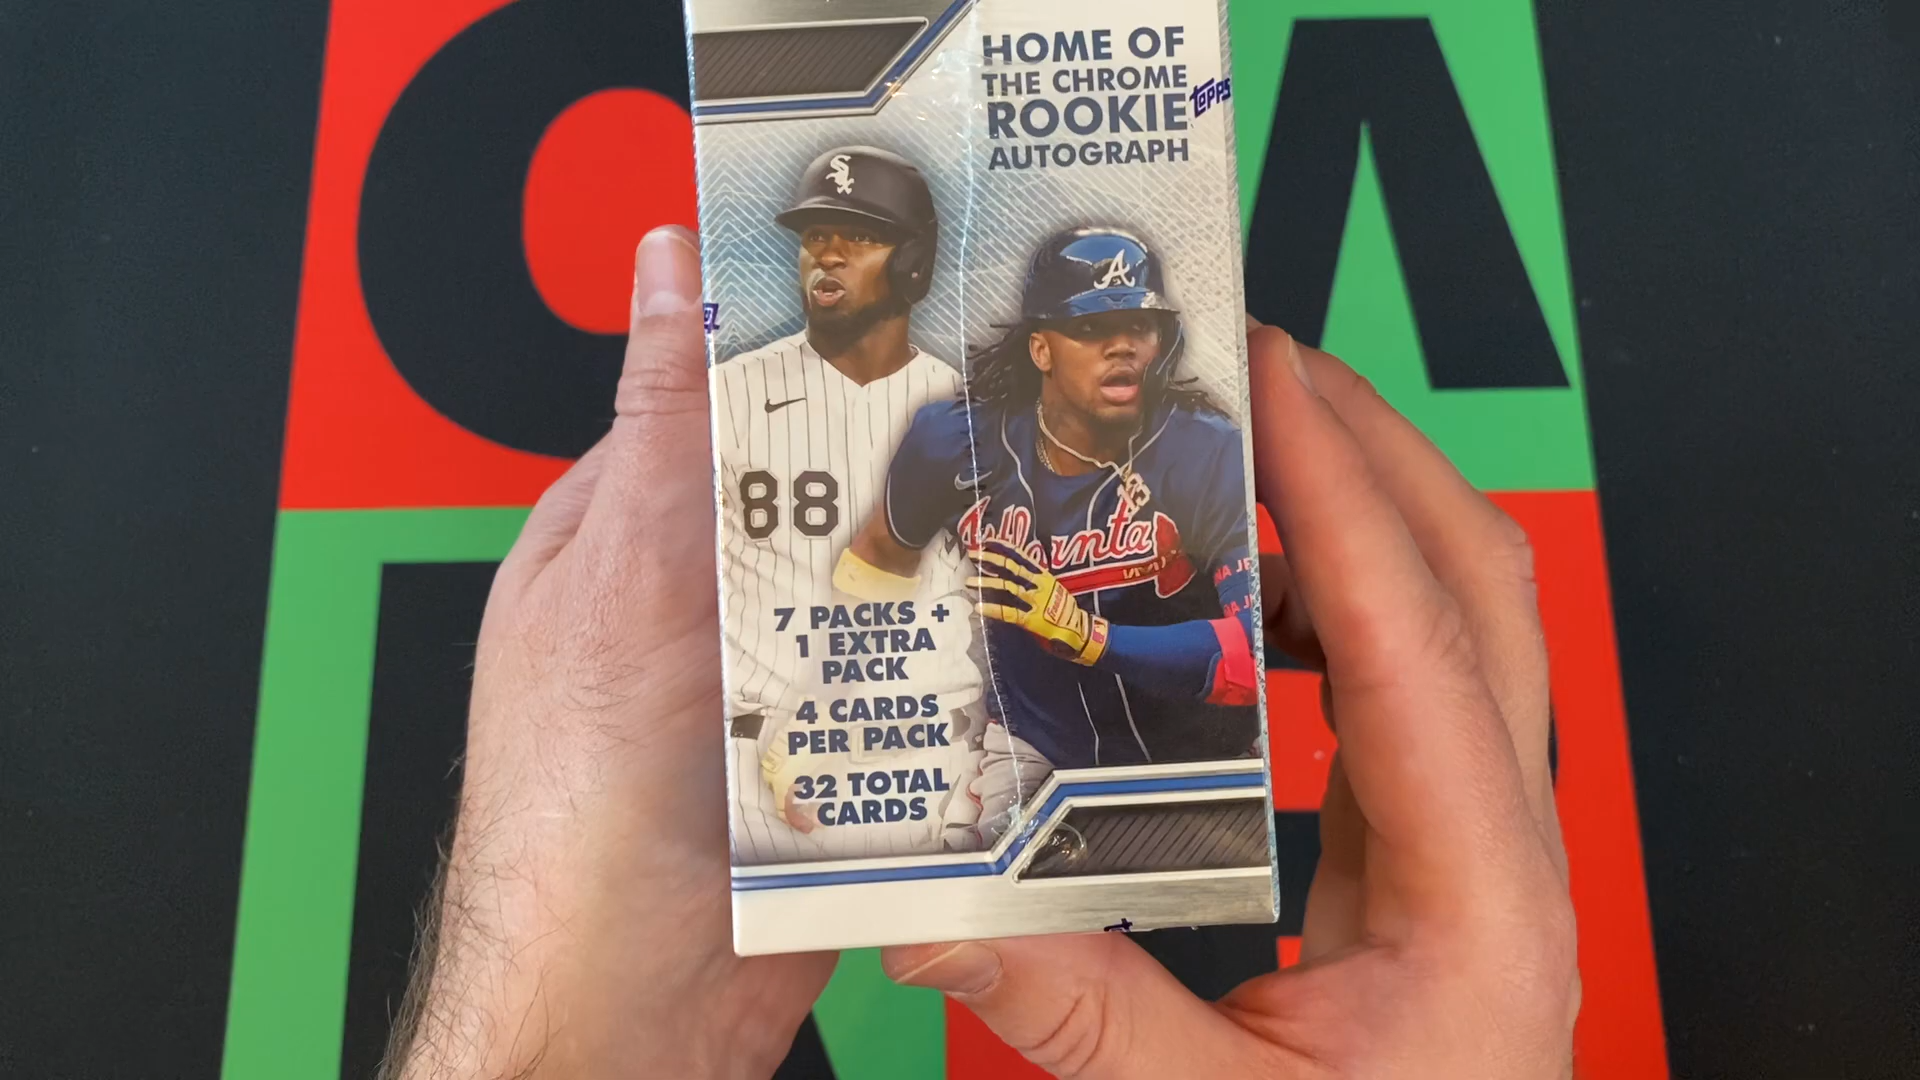 HOME OF
THE CHROME
ROOKIE
AUTOGRAPH
topps
A
88
Atlanta
7 PACKS +
1 EXTRA
PACK
4 CARDS
PER PACK
32 TOTAL
CARDS